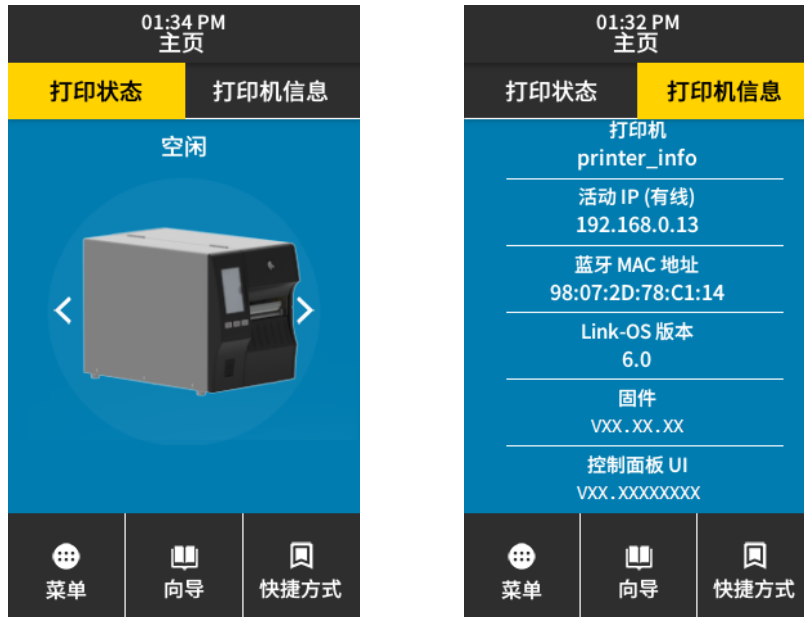 01:34 PM
主页
打印状态
打印机信息
空闲
菜单
向导
快捷方式
01:32 PM
主页
打印状态
打印机信息
打印机
printer_info
活动 IP (有线)
192.168.0.13
蓝牙 MAC 地址
98:07:2D:78:C1:14
Link-OS 版本
6.0
固件
VXX.XX.XX
控制面板 UI
VXX.XXXXXXXX
菜单
向导
快捷方式